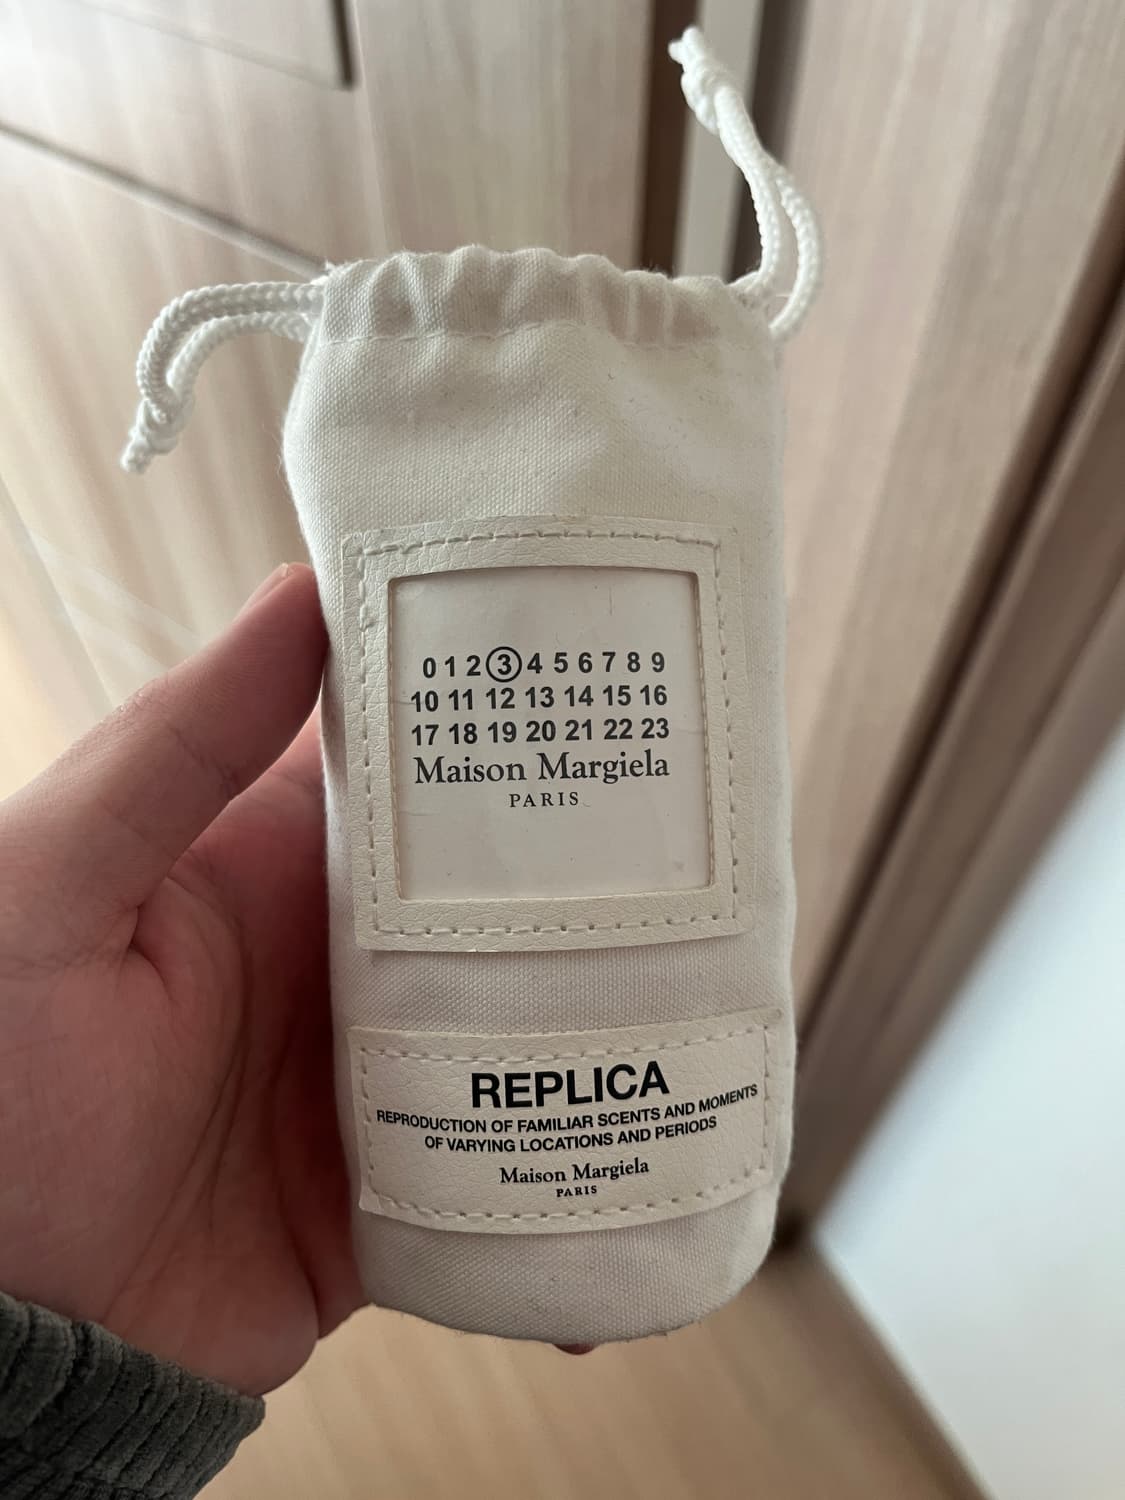 0 1 2 3 4 5 6 7 8 9
10 11 12 13 14 15 16
17 18 19 20 21 22 23
Maison Margiela
PARIS
REPLICA
REPRODUCTION OF FAMILIAR SCENTS AND MOMENTS
OF VARYING LOCATIONS AND PERIODS
Maison Margiela
PARIS